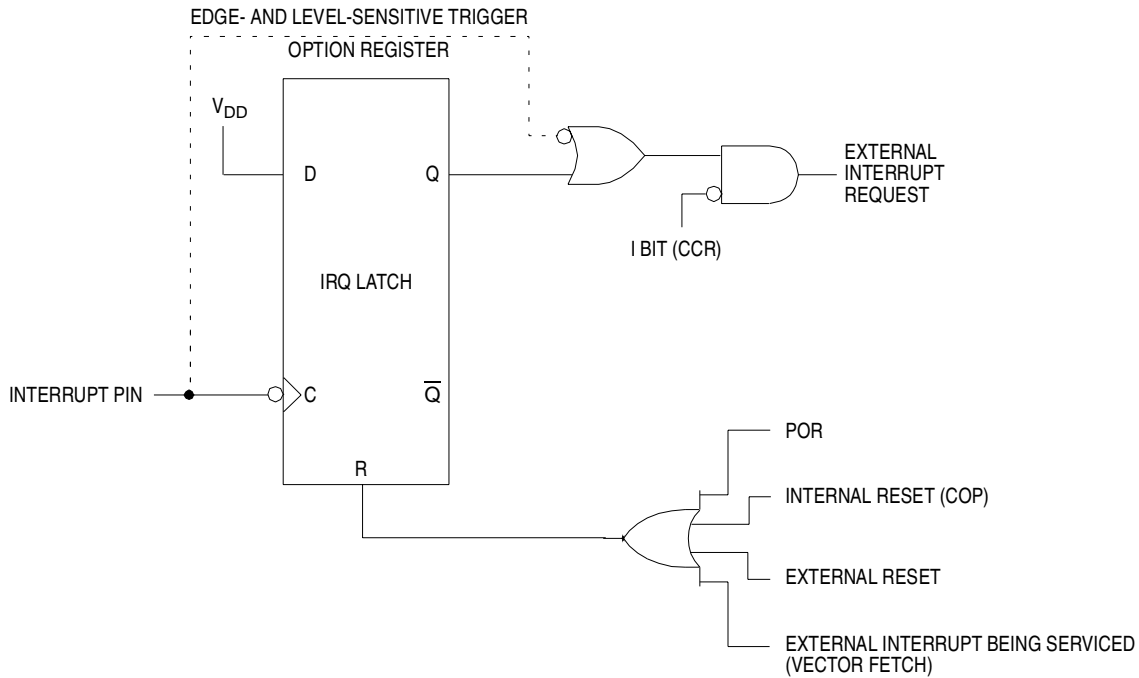 EDGE- AND LEVEL-SENSITIVE TRIGGER
OPTION REGISTER
VDD
D
Q
EXTERNAL
INTERRUPT
REQUEST
I BIT (CCR)
IRQ LATCH
INTERRUPT PIN
C
Q̅
R
POR
INTERNAL RESET (COP)
EXTERNAL RESET
EXTERNAL INTERRUPT BEING SERVICED
(VECTOR FETCH)